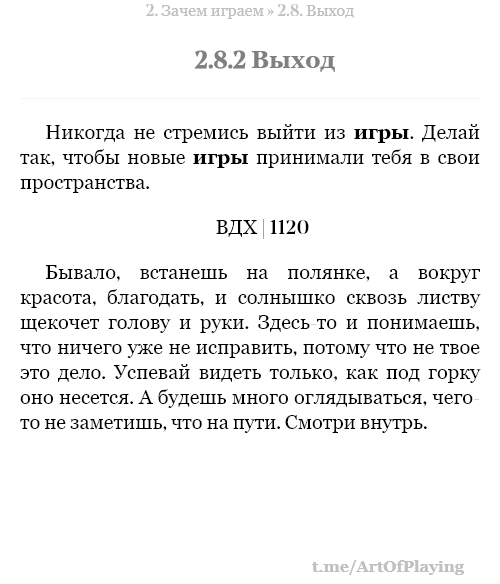 2. Зачем играем » 2.8. Выход
2.8.2 Выход
Никогда не стремись выйти из игры. Делай
так, чтобы новые игры принимали тебя в свои
пространства.
ВДХ | 1120
Бывало, встанешь на полянке, а вокруг
красота, благодать, и солнышко сквозь листву
щекочет голову и руки. Здесь-то и понимаешь,
что ничего уже не исправить, потому что не твое
это дело. Успевай видеть только, как под горку
оно несется. А будешь много оглядываться, чего-
то не заметишь, что на пути. Смотри внутрь.
t.me/ArtOfPlaying